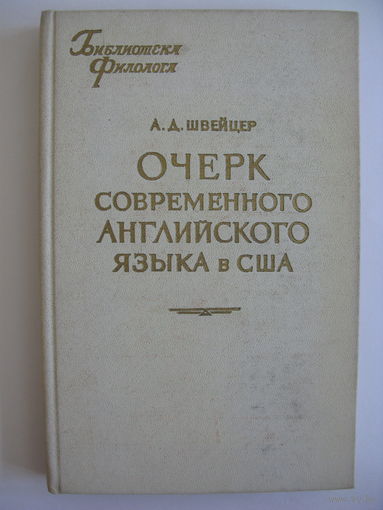 Библиотека
Филолога
А. Д. ШВЕЙЦЕР
ОЧЕРК
СОВРЕМЕННОГО
АНГЛИЙСКОГО
ЯЗЫКА В США